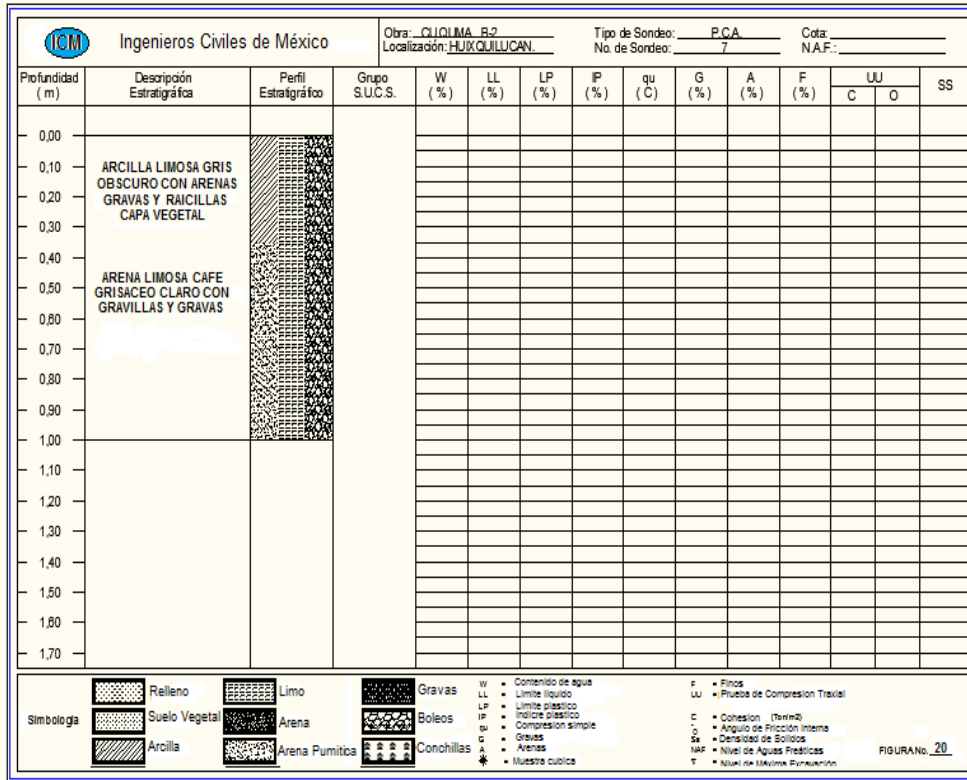 ICM
Ingenieros Civiles de México
Obra: CUQUMA R-2
Localización: HUIXQUILUCAN.
Tipo de Sondeo: P.C.A.
No. de Sondeo: 7
Cota:
N.A.F.:
Profundidad ( m )
Descripción Estratigráfica
Perfil Estratigráfico
Grupo S.U.C.S.
W ( % )
LL ( % )
LP ( % )
IP ( % )
qu ( C )
G ( % )
A ( % )
F ( % )
UU
C
O
SS
0,00
0,10
0,20
0,30
0,40
0,50
0,60
0,70
0,80
0,90
1,00
1,10
1,20
1,30
1,40
1,50
1,60
1,70
ARCILLA LIMOSA GRIS
OBSCURO CON ARENAS
GRAVAS Y RAICILLAS
CAPA VEGETAL
ARENA LIMOSA CAFE
GRISACEO CLARO CON
GRAVILLAS Y GRAVAS
Simbología
Relleno
Suelo Vegetal
Arcilla
Limo
Arena
Arena Pumitica
Gravas
Boleos
Conchillas
W = Contenido de agua
LL = Limite liquido
LP = Limite plastico
IP = Indicre plastico
qu = Compresion simple
G = Gravas
A = Arenas
= Muestra cubica
F = Finos
UU = Prueba de Compresion Traxial
C = Cohesion (Ton/m2)
O = Angulo de Fricción Interna
Ss = Densidad de Solidos
NAF = Nivel de Aguas Freáticas
= Nivel de Máxima Excavación
FIGURA No. 20